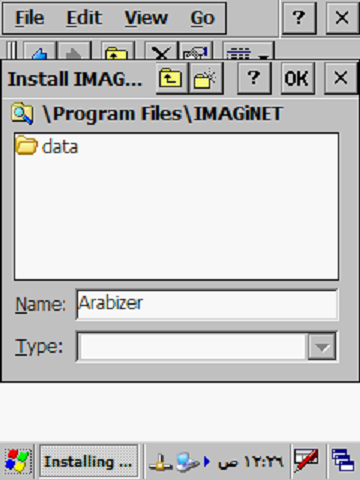 File Edit View Go ? ×
Install IMAG... ? OK ×
\Program Files\IMAGiNET
data
Name: Arabizer
Type:
Installing ... ١٢:٢٦ ص